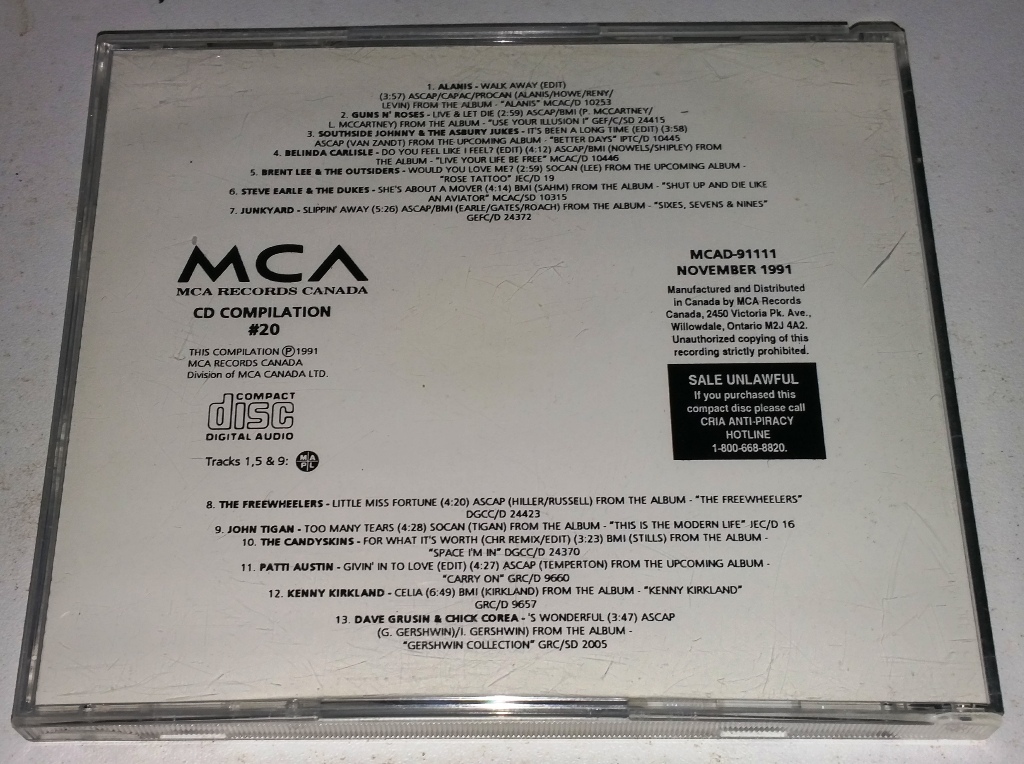 1. ALANIS - WALK AWAY (EDIT)
(3:57) ASCAP/CAPAC/PROCAN (ALANIS/HOWE/RENY/
LEVIN) FROM THE ALBUM - "ALANIS" MCAC/D 10253
2. GUNS N' ROSES - LIVE & LET DIE (2:59) ASCAP/BMI (P. MCCARTNEY/
L. MCCARTNEY) FROM THE ALBUM - "USE YOUR ILLUSION I" GEF/C/SD 24415
3. SOUTHSIDE JOHNNY & THE ASBURY JUKES - IT'S BEEN A LONG TIME (EDIT) (3:58)
ASCAP (VAN ZANDT) FROM THE UPCOMING ALBUM - "BETTER DAYS" IPTC/D 10445
4. BELINDA CARLISLE - DO YOU FEEL LIKE I FEEL? (EDIT) (4:12) ASCAP/BMI (NOWELS/SHIPLEY) FROM
THE ALBUM - "LIVE YOUR LIFE BE FREE" MCAC/D 10446
5. BRENT LEE & THE OUTSIDERS - WOULD YOU LOVE ME? (2:59) SOCAN (LEE) FROM THE UPCOMING ALBUM -
"ROSE TATTOO" JEC/D 19
6. STEVE EARLE & THE DUKES - SHE'S ABOUT A MOVER (4:14) BMI (SAHM) FROM THE ALBUM - "SHUT UP AND DIE LIKE
AN AVIATOR" MCAC/SD 10315
7. JUNKYARD - SLIPPIN' AWAY (5:26) ASCAP/BMI (EARLE/GATES/ROACH) FROM THE ALBUM - "SIXES, SEVENS & NINES"
GEFC/D 24372
MCA
MCA RECORDS CANADA
CD COMPILATION
#20
THIS COMPILATION Ⓟ1991
MCA RECORDS CANADA
Division of MCA CANADA LTD.
COMPACT
disc
DIGITAL AUDIO
Tracks 1,5 & 9: MAPL
MCAD-91111
NOVEMBER 1991
Manufactured and Distributed
in Canada by MCA Records
Canada, 2450 Victoria Pk. Ave.,
Willowdale, Ontario M2J 4A2.
Unauthorized copying of this
recording strictly prohibited.
SALE UNLAWFUL
If you purchased this
compact disc please call
CRIA ANTI-PIRACY
HOTLINE
1-800-668-8820.
8. THE FREEWHEELERS - LITTLE MISS FORTUNE (4:20) ASCAP (HILLER/RUSSELL) FROM THE ALBUM - "THE FREEWHEELERS"
DGCC/D 24423
9. JOHN TIGAN - TOO MANY TEARS (4:28) SOCAN (TIGAN) FROM THE ALBUM - "THIS IS THE MODERN LIFE" JEC/D 16
10. THE CANDYSKINS - FOR WHAT IT'S WORTH (CHR REMIX/EDIT) (3:23) BMI (STILLS) FROM THE ALBUM -
"SPACE I'M IN" DGCC/D 24370
11. PATTI AUSTIN - GIVIN' IN TO LOVE (EDIT) (4:27) ASCAP (TEMPERTON) FROM THE UPCOMING ALBUM -
"CARRY ON" GRC/D 9660
12. KENNY KIRKLAND - CELIA (6:49) BMI (KIRKLAND) FROM THE ALBUM - "KENNY KIRKLAND"
GRC/D 9657
13. DAVE GRUSIN & CHICK COREA - 'S WONDERFUL (3:47) ASCAP
(G. GERSHWIN)/I. GERSHWIN) FROM THE ALBUM -
"GERSHWIN COLLECTION" GRC/SD 2005